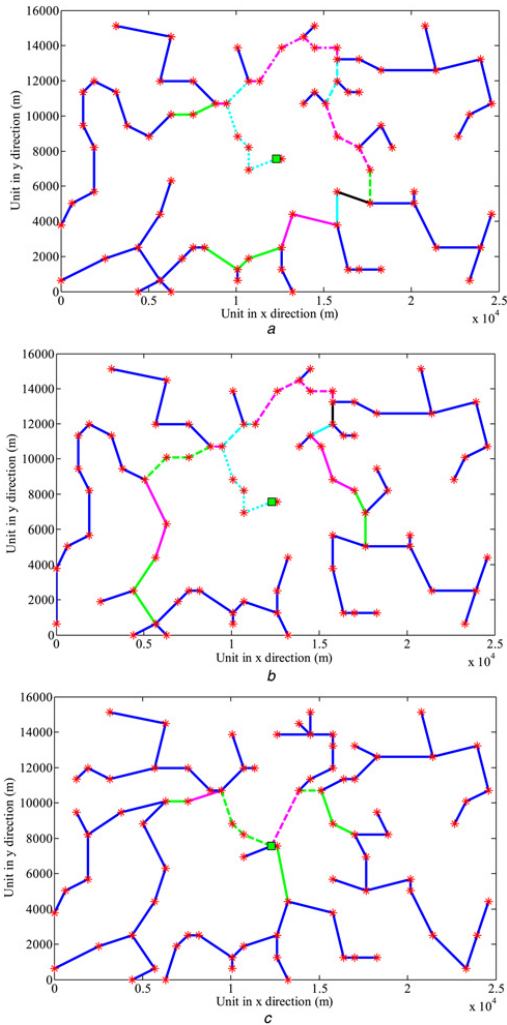 16000
14000
12000
10000
8000
6000
4000
2000
0
Unit in y direction (m)
0 0.5 1 1.5 2 2.5
Unit in x direction (m)
x 10^4
a
16000
14000
12000
10000
8000
6000
4000
2000
0
Unit in y direction (m)
0 0.5 1 1.5 2 2.5
Unit in x direction (m)
x 10^4
b
16000
14000
12000
10000
8000
6000
4000
2000
0
Unit in y direction (m)
0 0.5 1 1.5 2 2.5
Unit in x direction (m)
x 10^4
c